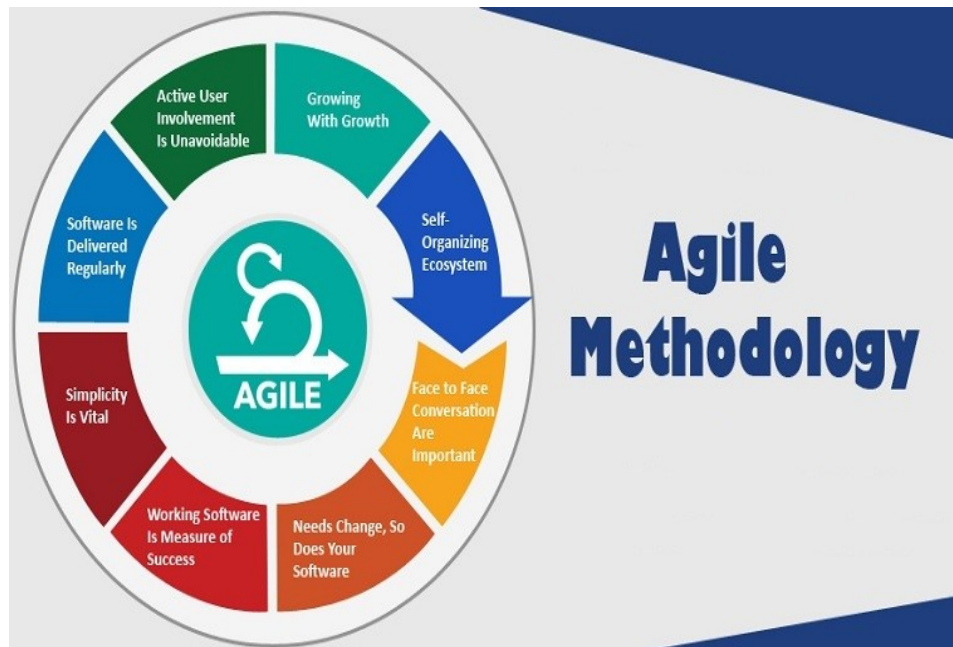 Active User
Involvement
Is Unavoidable
Growing
With Growth
Self-
Organizing
Ecosystem
Face to Face
Conversation
Are
Important
Needs Change, So
Does Your
Software
Working Software
Is Measure of
Success
Simplicity
Is Vital
Software Is
Delivered
Regularly
AGILE
Agile
Methodology